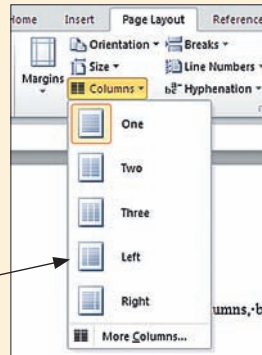 Home Insert Page Layout Reference
Margins
Orientation Breaks
Size Line Numbers
Columns Hyphenation
One
Two
Three
Left
Right
More Columns...
umns,·b